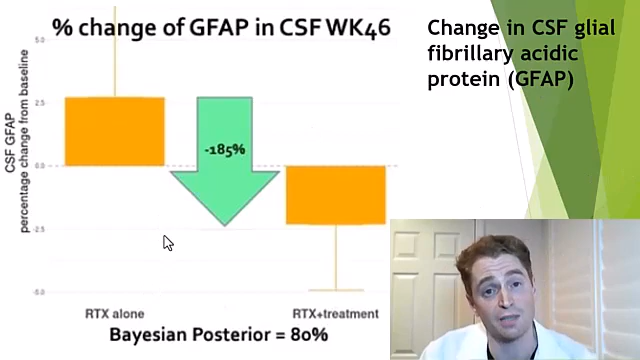 % change of GFAP in CSF WK46
Change in CSF glial
fibrillary acidic
protein (GFAP)
CSF GFAP
percentage change from baseline
5.0
2.5
0.0
-2.5
-5.0
-185%
RTX alone
RTX+treatment
Bayesian Posterior = 80%